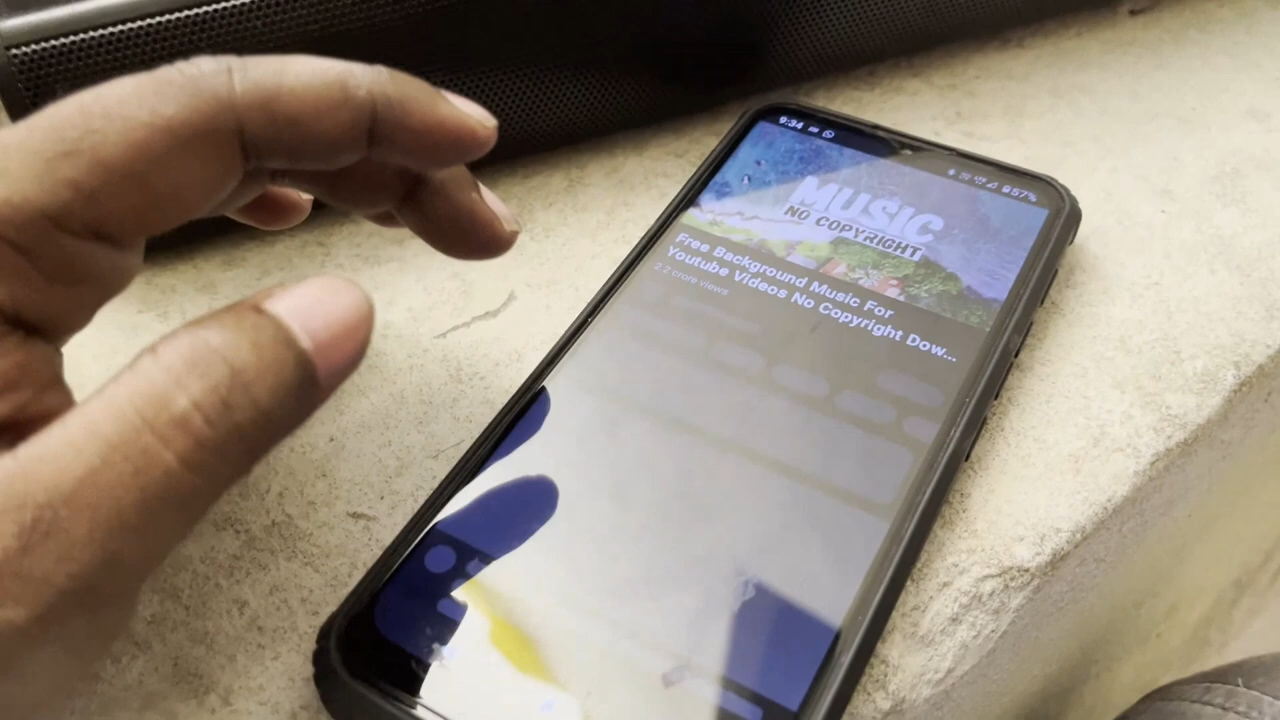 9:34
57%
MUSIC
NO COPYRIGHT
Free Background Music For
Youtube Videos No Copyright Dow...
2.2 crore views